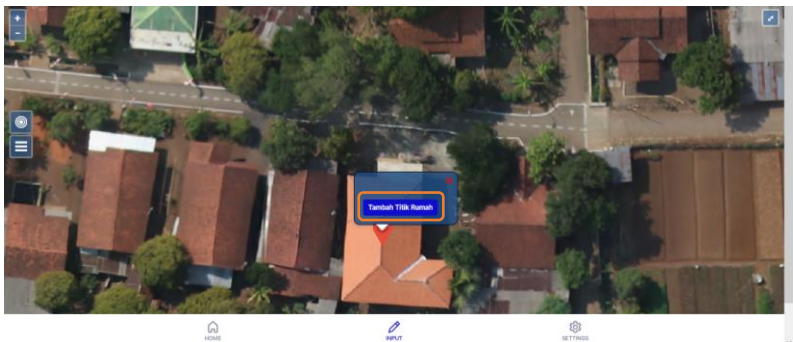 +
-
Tambah Titik Rumah
HOME
INPUT
SETTINGS